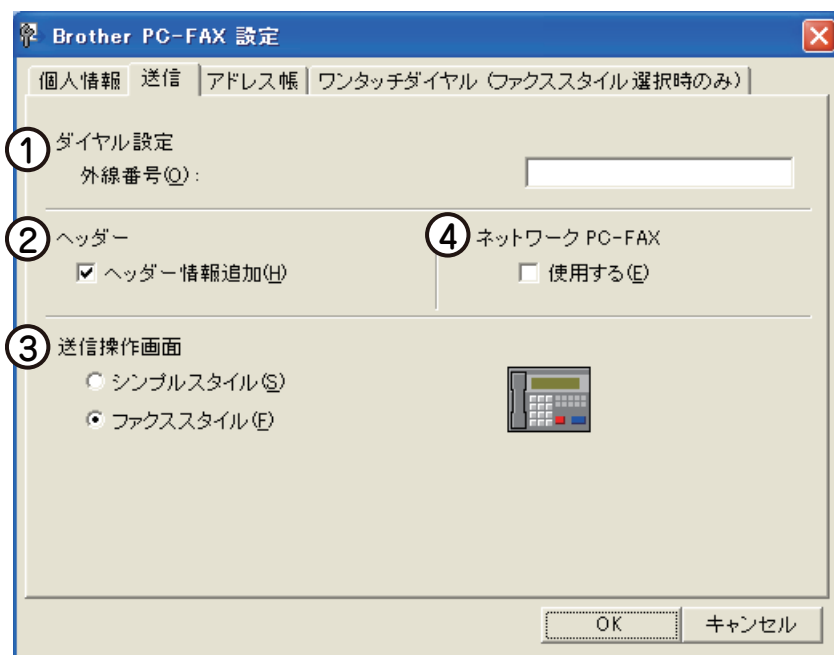 Brother PC-FAX 設定
個人情報 送信 アドレス帳 ワンタッチダイヤル (ファクススタイル選択時のみ)
① ダイヤル設定
外線番号(O):
② ヘッダー
ヘッダー情報追加(H)
④ ネットワーク PC-FAX
使用する(E)
③ 送信操作画面
シンプルスタイル(S)
ファクススタイル(F)
OK キャンセル